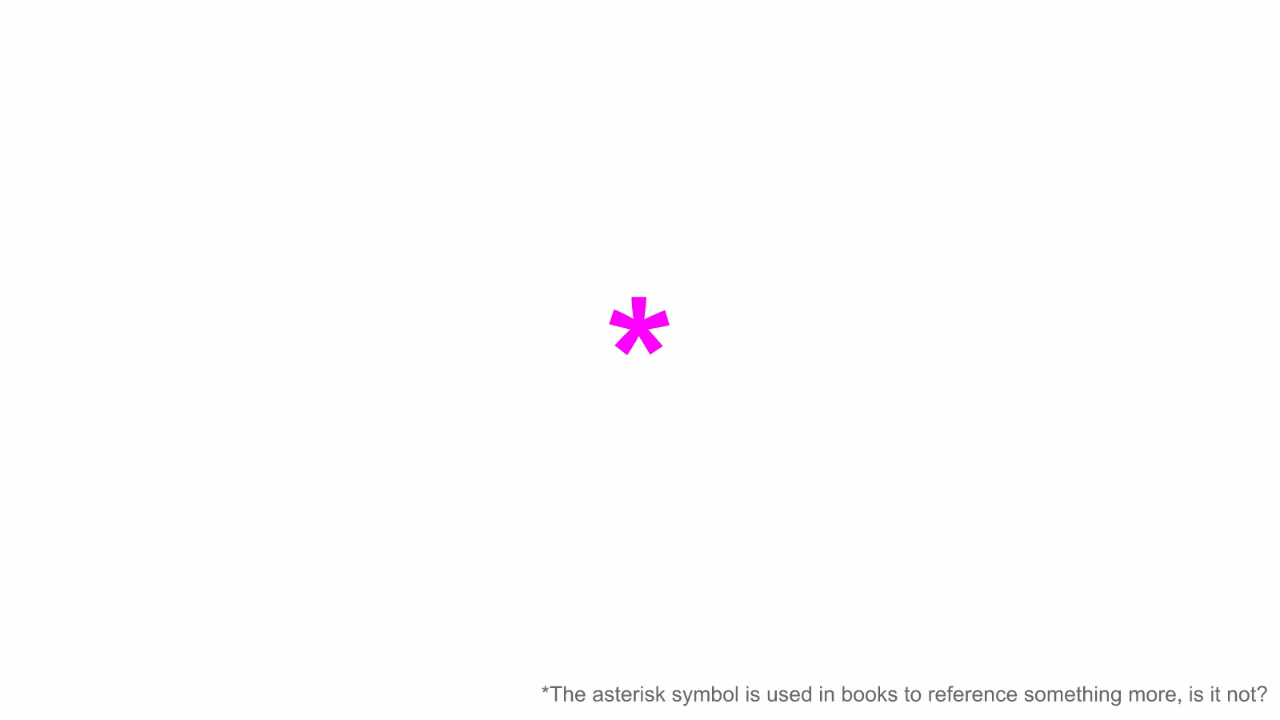 *
*The asterisk symbol is used in books to reference something more, is it not?